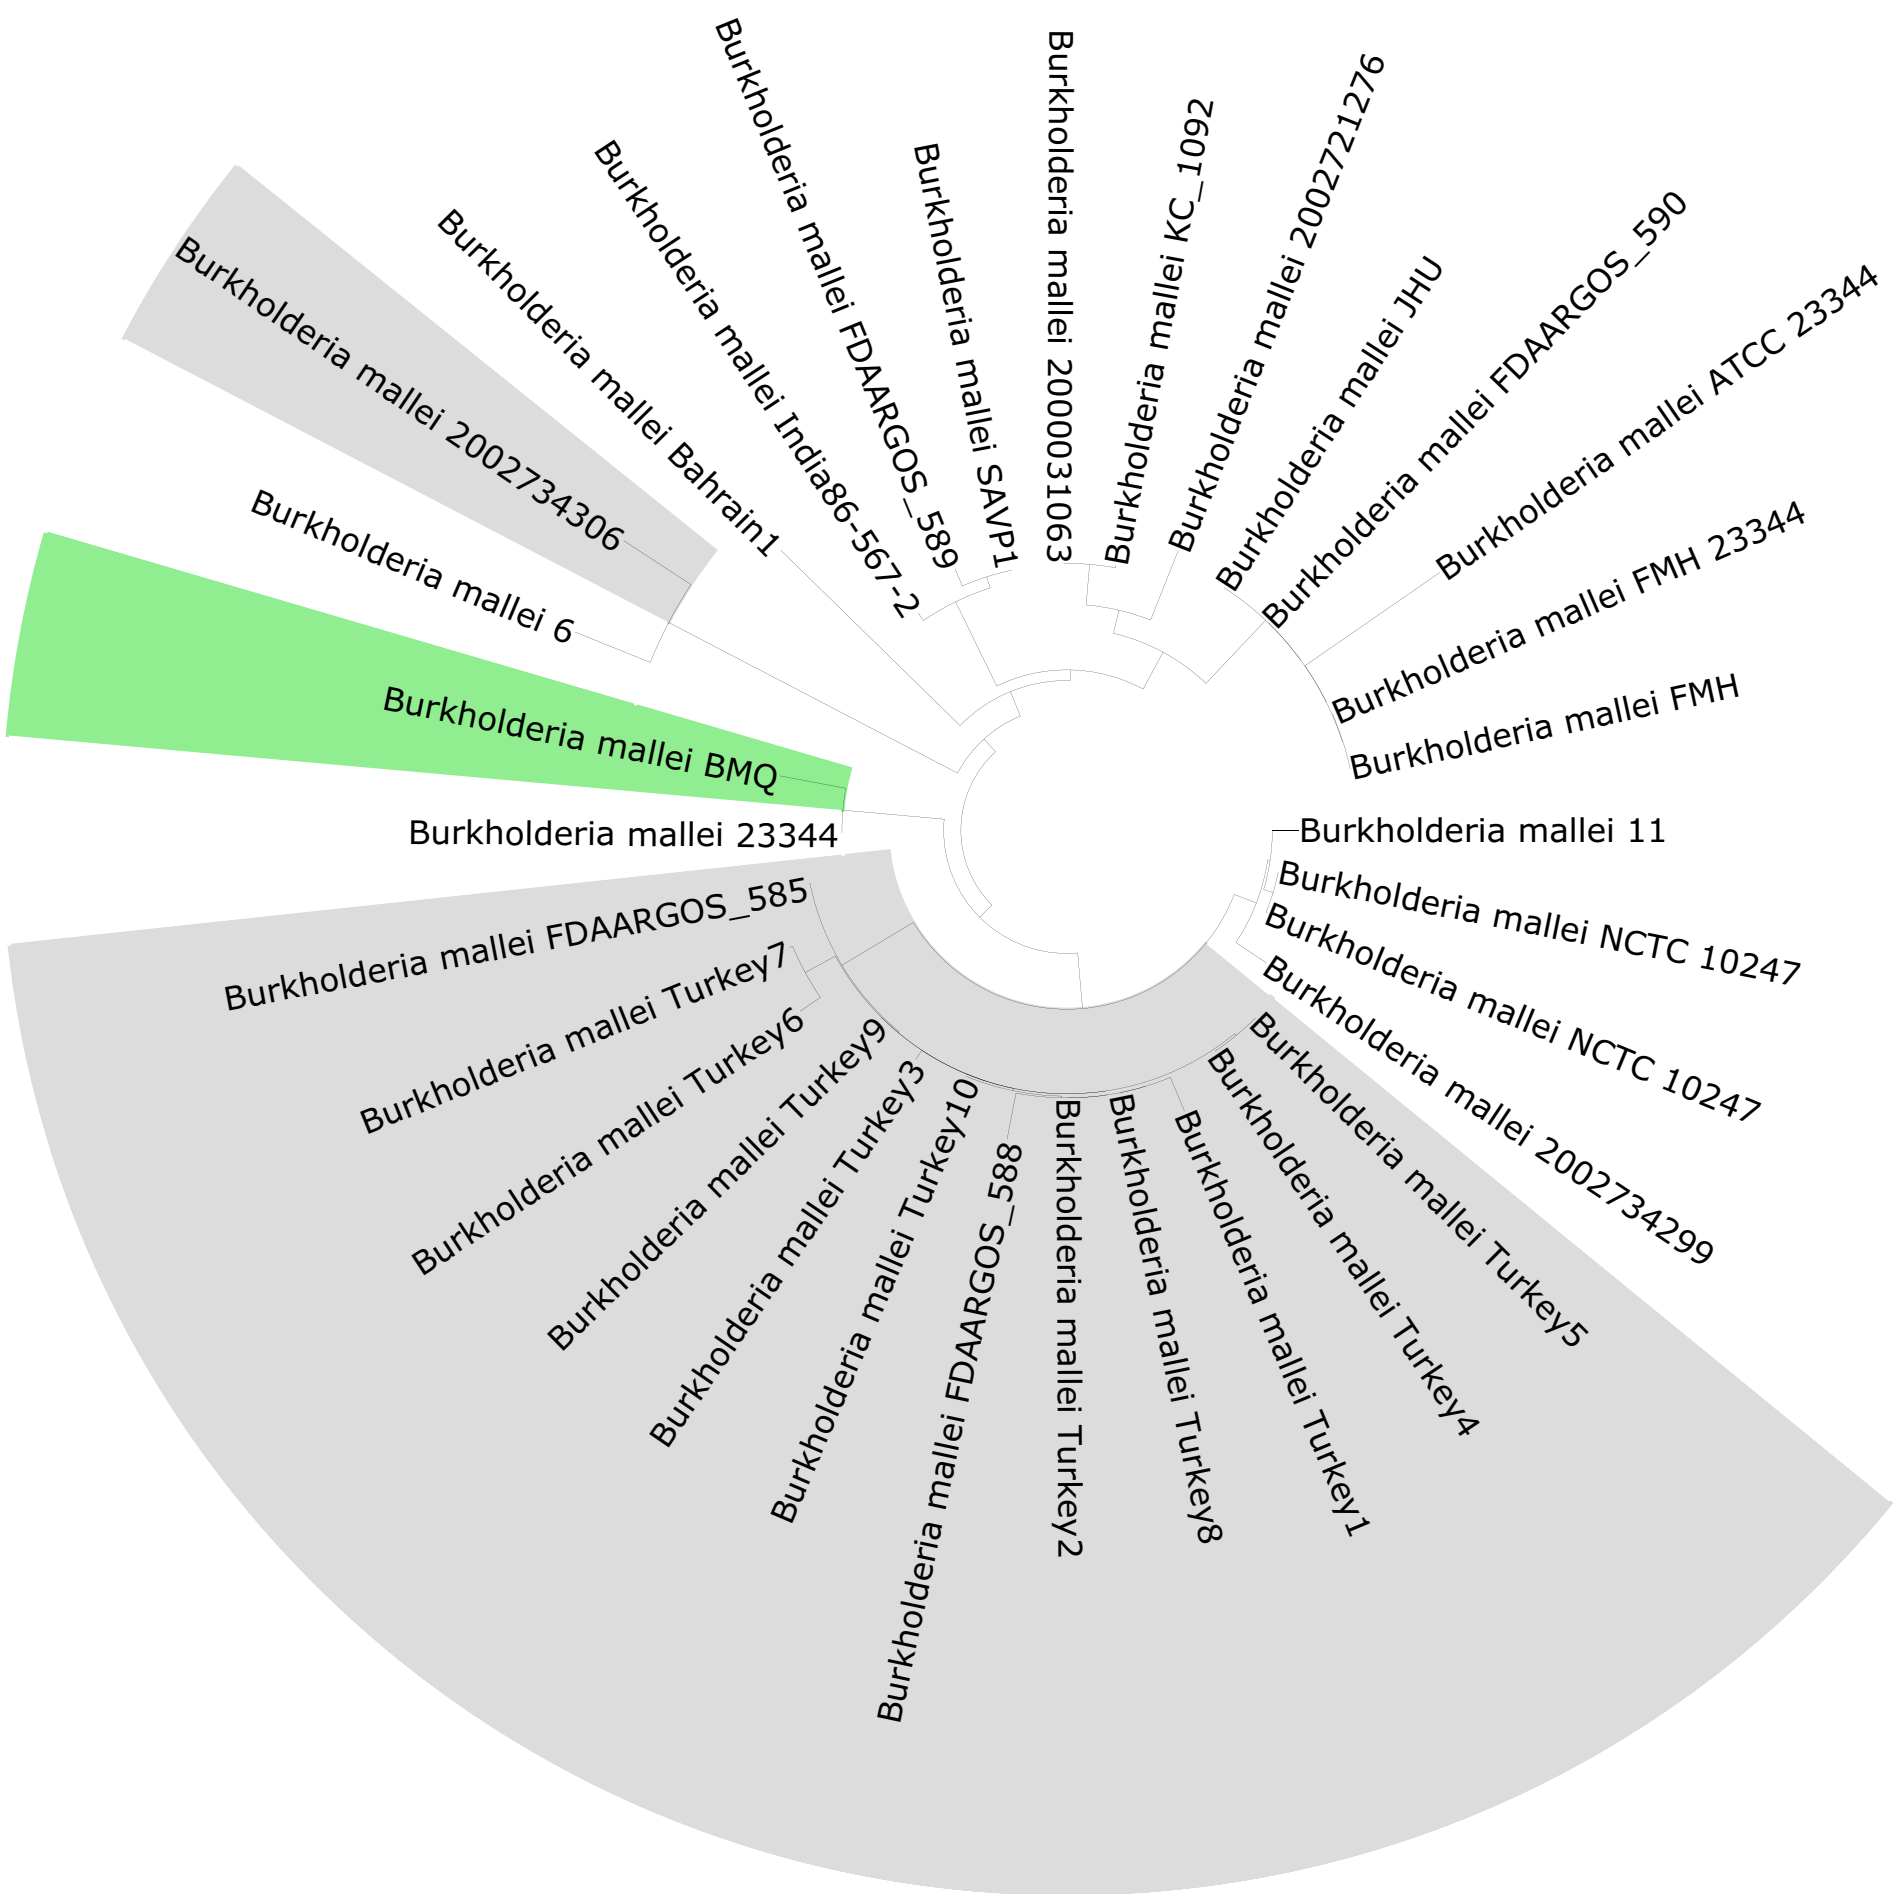 Burkholderia mallei FDAARGOS_589
Burkholderia mallei SAVP1
Burkholderia mallei 2000031063
Burkholderia mallei KC_1092
Burkholderia mallei 2002721276
Burkholderia mallei JHU
Burkholderia mallei FDAARGOS_590
Burkholderia mallei ATCC 23344
Burkholderia mallei FMH 23344
Burkholderia mallei FMH
Burkholderia mallei 11
Burkholderia mallei NCTC 10247
Burkholderia mallei NCTC 10247
Burkholderia mallei 2002734299
Burkholderia mallei Turkey5
Burkholderia mallei Turkey4
Burkholderia mallei Turkey1
Burkholderia mallei Turkey8
Burkholderia mallei Turkey2
Burkholderia mallei FDAARGOS_588
Burkholderia mallei Turkey10
Burkholderia mallei Turkey3
Burkholderia mallei Turkey9
Burkholderia mallei Turkey6
Burkholderia mallei Turkey7
Burkholderia mallei FDAARGOS_585
Burkholderia mallei 23344
Burkholderia mallei BMQ
Burkholderia mallei 6
Burkholderia mallei 2002734306
Burkholderia mallei Bahrain1
Burkholderia mallei India86-567-2